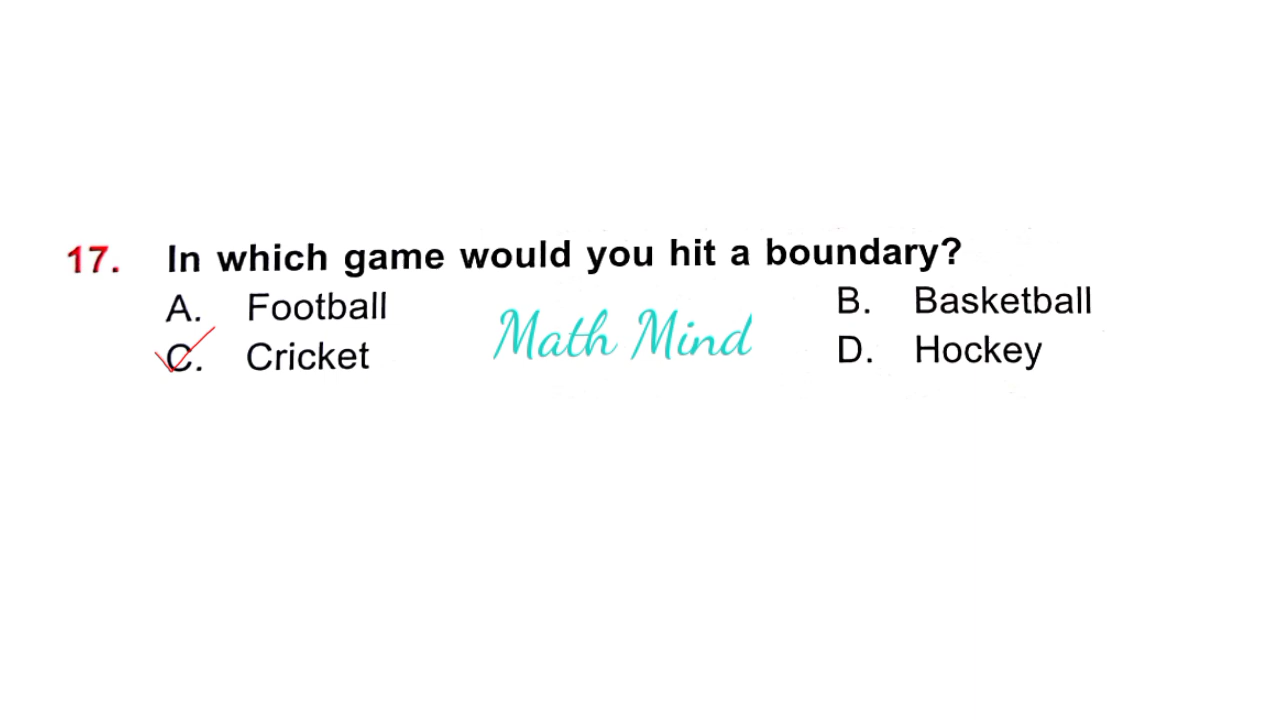 17. In which game would you hit a boundary?
A. Football B. Basketball
C. Cricket D. Hockey
Math Mind